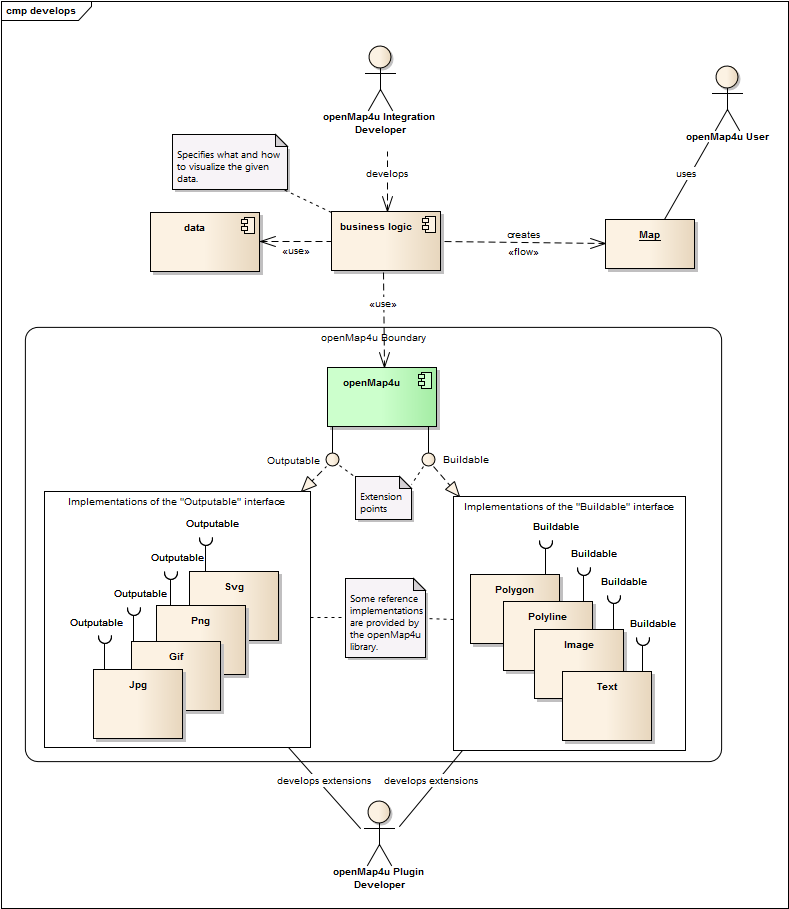 cmp develops
openMap4u Integration
Developer
openMap4u User
Specifies what and how
to visualize the given
data.
develops
uses
data
business logic
Map
creates
«flow»
«use»
«use»
openMap4u Boundary
openMap4u
Outputable
Buildable
Extension
points
Implementations of the "Outputable" interface
Implementations of the "Buildable" interface
Outputable
Outputable
Outputable
Outputable
Svg
Png
Gif
Jpg
Some reference
implementations
are provided by
the openMap4u
library.
Buildable
Buildable
Buildable
Buildable
Polygon
Polyline
Image
Text
develops extensions
develops extensions
openMap4u Plugin
Developer